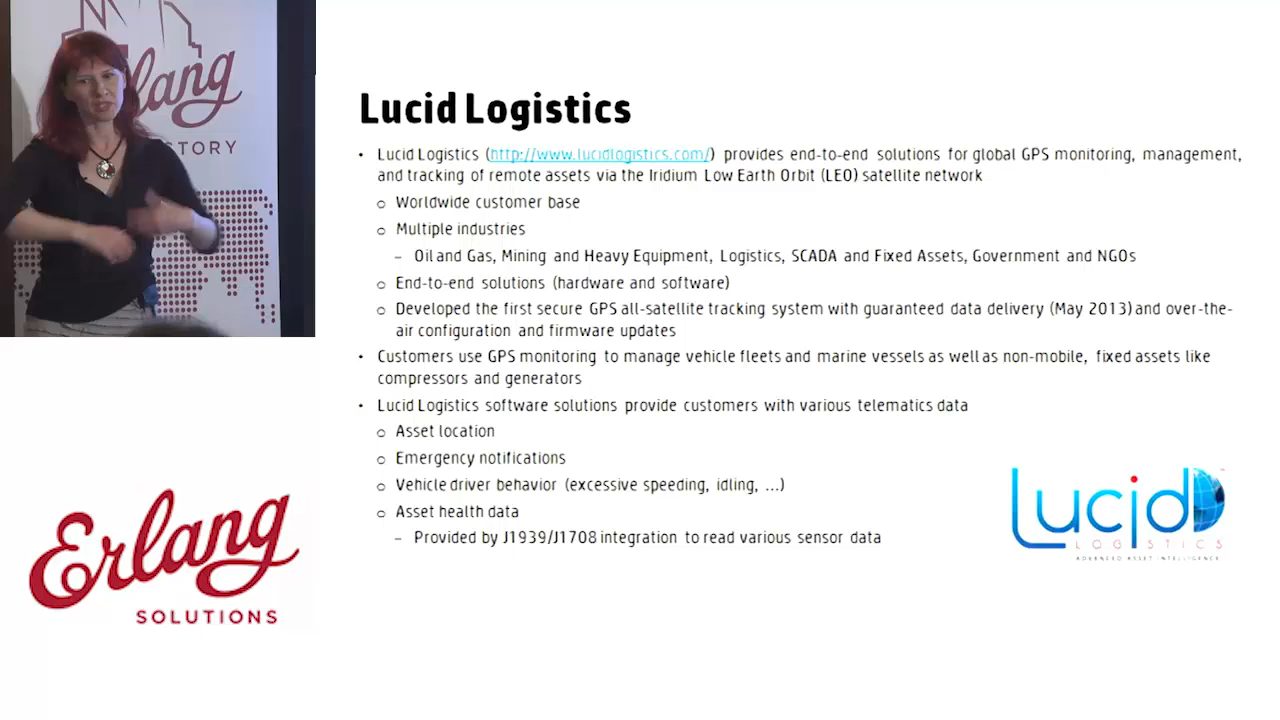 Erlang
FACTORY
Lucid Logistics
• Lucid Logistics (http://www.lucidlogistics.com/) provides end-to-end solutions for global GPS monitoring, management,
and tracking of remote assets via the Iridium Low Earth Orbit (LEO) satellite network
o Worldwide customer base
o Multiple industries
– Oil and Gas, Mining and Heavy Equipment, Logistics, SCADA and Fixed Assets, Government and NGOs
o End-to-end solutions (hardware and software)
o Developed the first secure GPS all-satellite tracking system with guaranteed data delivery (May 2013) and over-the-
air configuration and firmware updates
• Customers use GPS monitoring to manage vehicle fleets and marine vessels as well as non-mobile, fixed assets like
compressors and generators
• Lucid Logistics software solutions provide customers with various telematics data
o Asset location
o Emergency notifications
o Vehicle driver behavior (excessive speeding, idling, ...)
o Asset health data
– Provided by J1939/J1708 integration to read various sensor data
Lucid
LOGISTICS
ADVANCED ASSET INTELLIGENCE
Erlang
SOLUTIONS